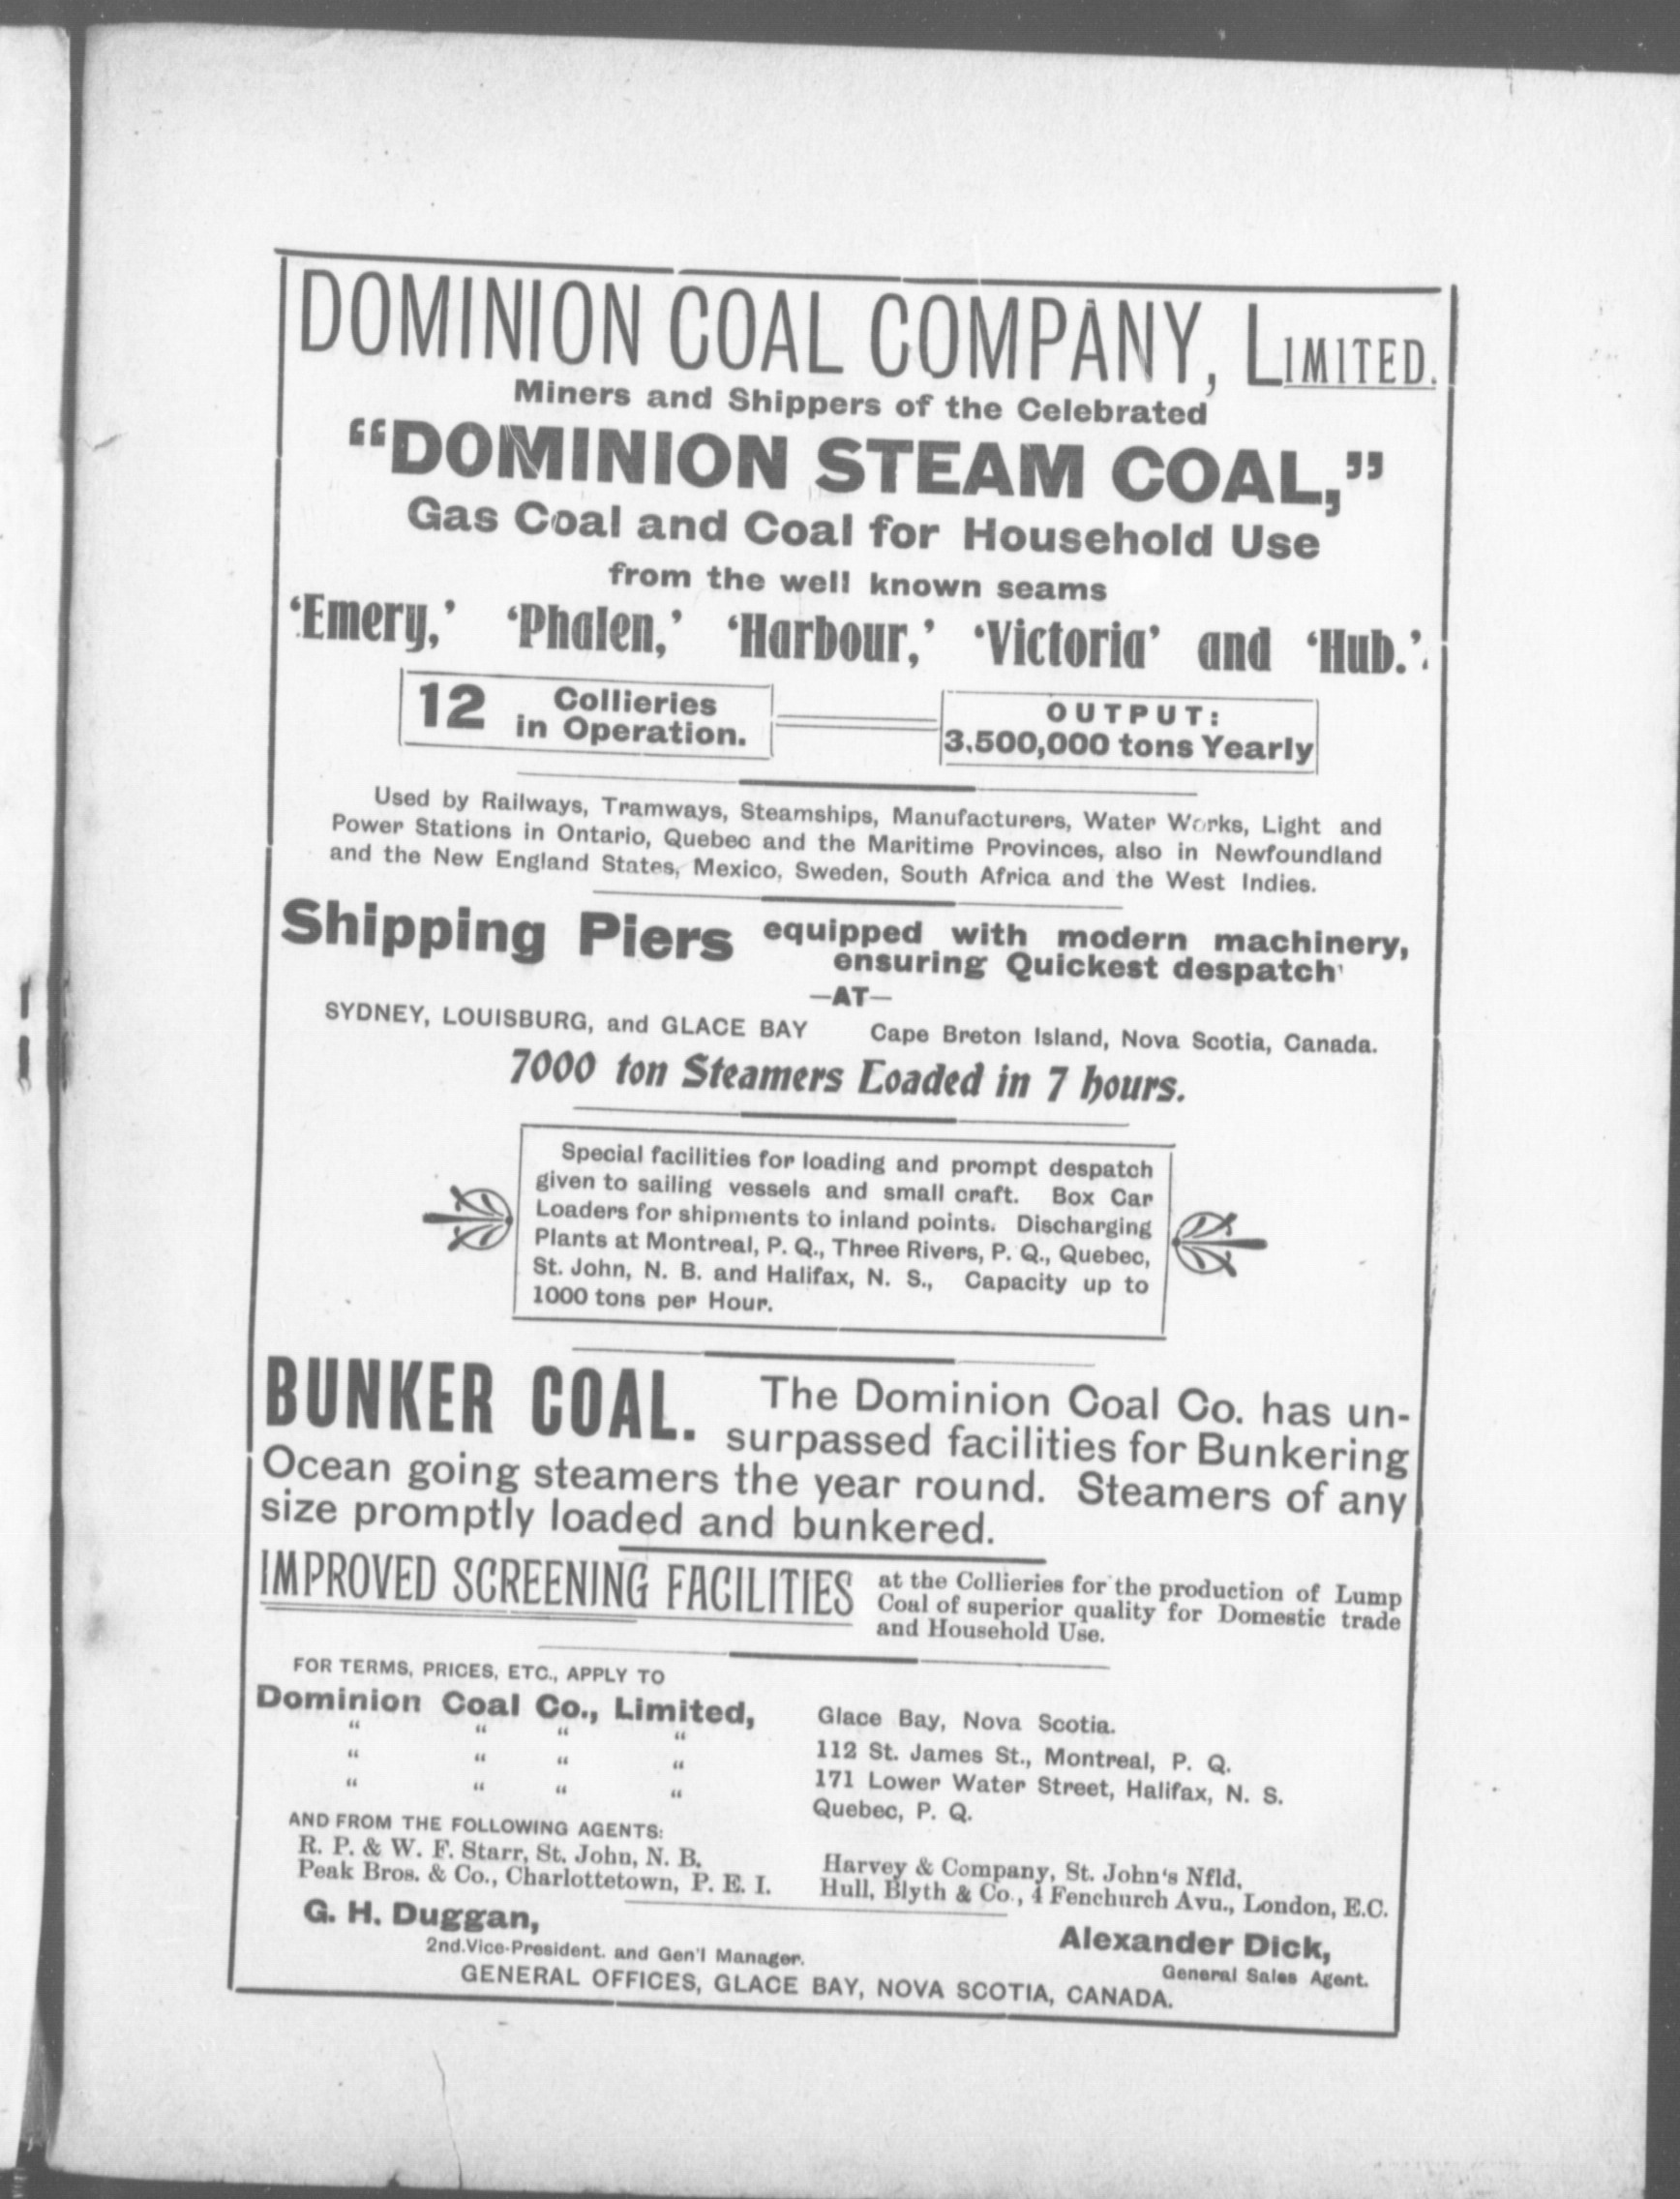 DOMINION COAL COMPANY, LIMITED.
Miners and Shippers of the Celebrated
“DOMINION STEAM COAL,”
Gas Coal and Coal for Household Use
from the well known seams
‘Emery,’ ‘Phalen,’ ‘Harbour,’ ‘Victoria’ and ‘Hub.’
12 Collieries
in Operation.
OUTPUT:
3,500,000 tons Yearly
Used by Railways, Tramways, Steamships, Manufacturers, Water Works, Light and
Power Stations in Ontario, Quebec and the Maritime Provinces, also in Newfoundland
and the New England States, Mexico, Sweden, South Africa and the West Indies.
Shipping Piers equipped with modern machinery,
ensuring Quickest despatch
—AT—
SYDNEY, LOUISBURG, and GLACE BAY Cape Breton Island, Nova Scotia, Canada.
7000 ton Steamers Loaded in 7 hours.
Special facilities for loading and prompt despatch
given to sailing vessels and small craft. Box Car
Loaders for shipments to inland points. Discharging
Plants at Montreal, P. Q., Three Rivers, P. Q., Quebec,
St. John, N. B. and Halifax, N. S., Capacity up to
1000 tons per Hour.
BUNKER COAL. The Dominion Coal Co. has un-
surpassed facilities for Bunkering
Ocean going steamers the year round. Steamers of any
size promptly loaded and bunkered.
IMPROVED SCREENING FACILITIES at the Collieries for the production of Lump
Coal of superior quality for Domestic trade
and Household Use.
FOR TERMS, PRICES, ETC., APPLY TO
Dominion Coal Co., Limited, Glace Bay, Nova Scotia.
“ “ “ “ 112 St. James St., Montreal, P. Q.
“ “ “ “ 171 Lower Water Street, Halifax, N. S.
“ “ “ “ Quebec, P. Q.
AND FROM THE FOLLOWING AGENTS:
R. P. & W. F. Starr, St. John, N. B. Harvey & Company, St. John‘s Nfld,
Peak Bros. & Co., Charlottetown, P. E. I. Hull, Blyth & Co., 4 Fenchurch Avu., London, E.C.
G. H. Duggan, Alexander Dick,
2nd.Vice-President. and Gen'l Manager. General Sales Agent.
GENERAL OFFICES, GLACE BAY, NOVA SCOTIA, CANADA.